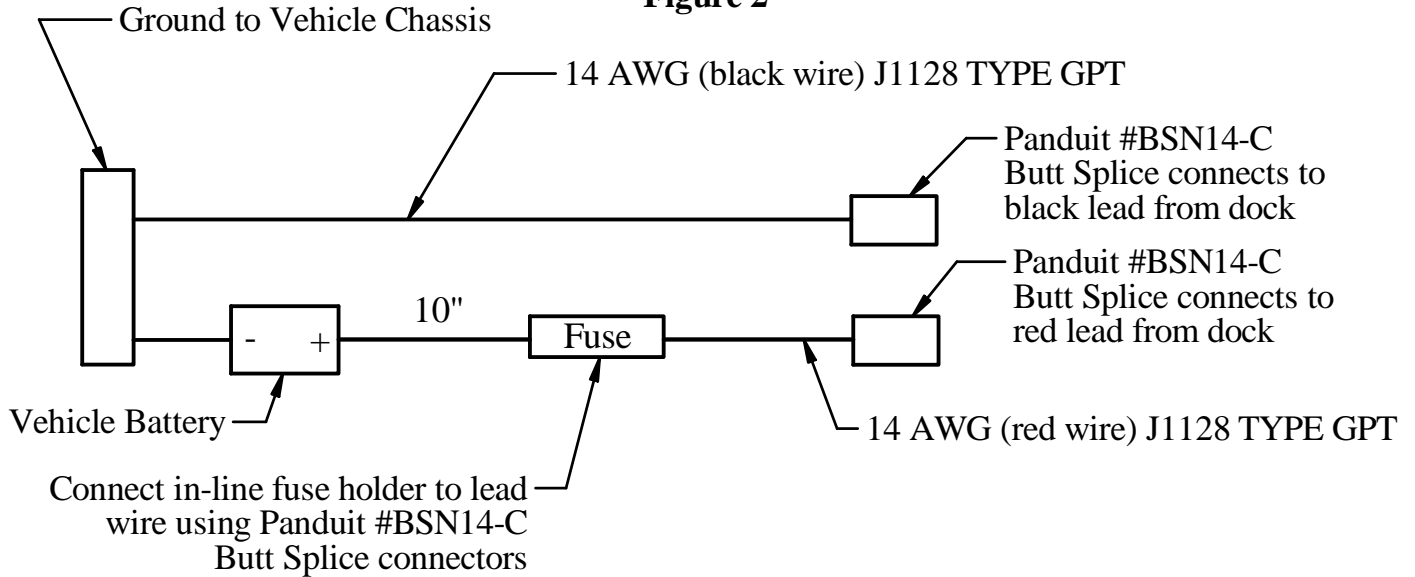 Figure 2
Ground to Vehicle Chassis
14 AWG (black wire) J1128 TYPE GPT
Panduit #BSN14-C
Butt Splice connects to
black lead from dock
Panduit #BSN14-C
Butt Splice connects to
red lead from dock
10"
- +
Fuse
Vehicle Battery
14 AWG (red wire) J1128 TYPE GPT
Connect in-line fuse holder to lead
wire using Panduit #BSN14-C
Butt Splice connectors